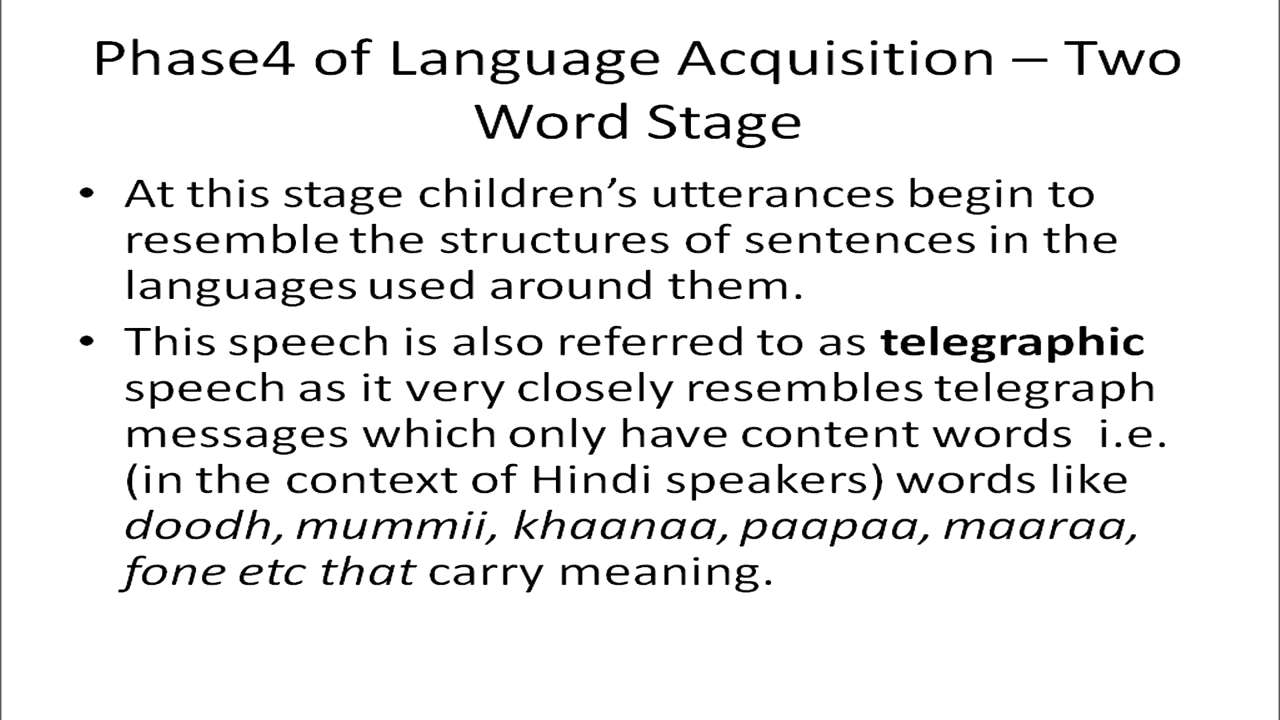 Phase4 of Language Acquisition – Two
Word Stage
• At this stage children’s utterances begin to
resemble the structures of sentences in the
languages used around them.
• This speech is also referred to as telegraphic
speech as it very closely resembles telegraph
messages which only have content words i.e.
(in the context of Hindi speakers) words like
doodh, mummii, khaanaa, paapaa, maaraa,
fone etc that carry meaning.